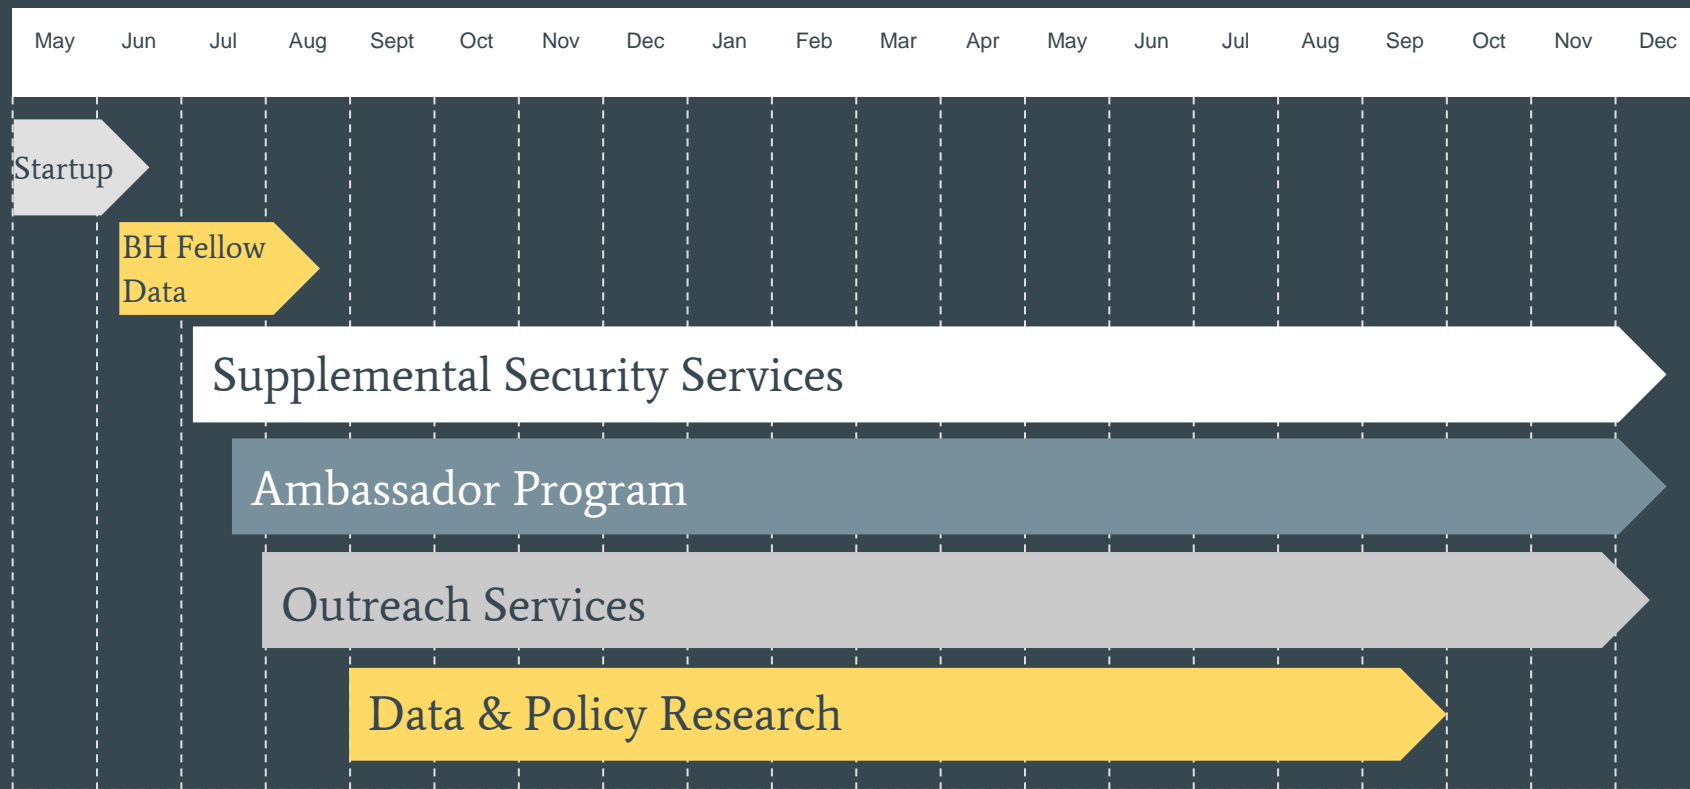 May Jun Jul Aug Sept Oct Nov Dec Jan Feb Mar Apr May Jun Jul Aug Sep Oct Nov Dec
Startup
BH Fellow
Data
Supplemental Security Services
Ambassador Program
Outreach Services
Data & Policy Research